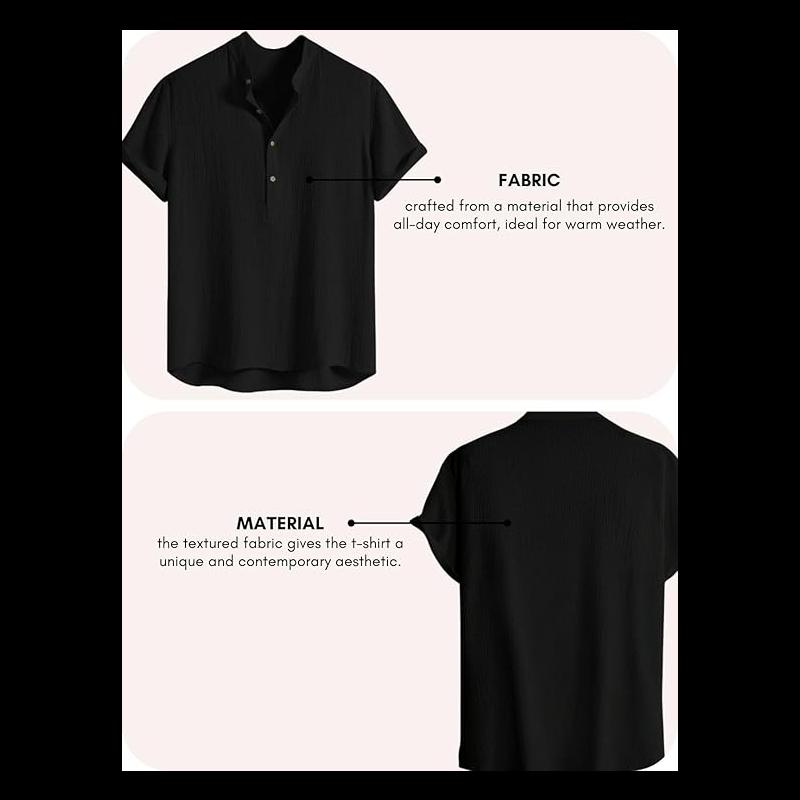 FABRIC
crafted from a material that provides
all-day comfort, ideal for warm weather.
MATERIAL
the textured fabric gives the t-shirt a
unique and contemporary aesthetic.